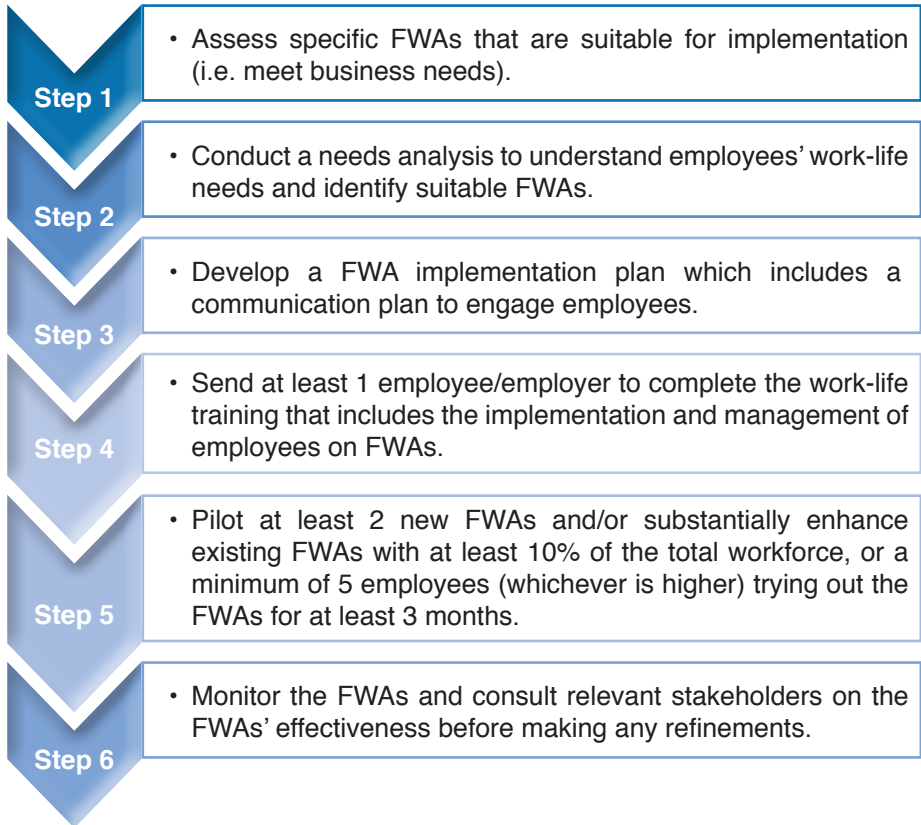 Step 1
• Assess specific FWAs that are suitable for implementation
(i.e. meet business needs).
Step 2
• Conduct a needs analysis to understand employees’ work-life
needs and identify suitable FWAs.
Step 3
• Develop a FWA implementation plan which includes a
communication plan to engage employees.
Step 4
• Send at least 1 employee/employer to complete the work-life
training that includes the implementation and management of
employees on FWAs.
Step 5
• Pilot at least 2 new FWAs and/or substantially enhance
existing FWAs with at least 10% of the total workforce, or a
minimum of 5 employees (whichever is higher) trying out the
FWAs for at least 3 months.
Step 6
• Monitor the FWAs and consult relevant stakeholders on the
FWAs’ effectiveness before making any refinements.